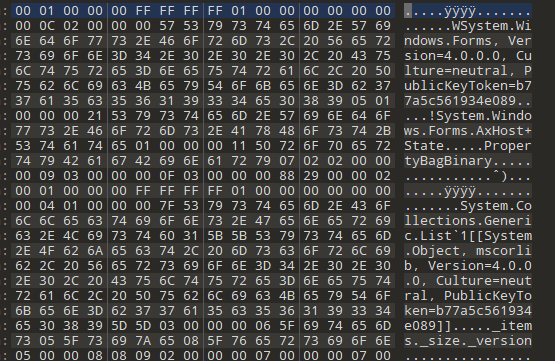 : 00 01 00 00 00 FF FF FF FF 01 00 00 00 00 00 00 .....ÿÿÿÿ.......
: 00 0C 02 00 00 00 57 53 79 73 74 65 6D 2E 57 69 ......WSystem.Wi
: 6E 64 6F 77 73 2E 46 6F 72 6D 73 2C 20 56 65 72 ndows.Forms, Ver
: 73 69 6F 6E 3D 34 2E 30 2E 30 2E 30 2C 20 43 75 sion=4.0.0.0, Cu
: 6C 74 75 72 65 3D 6E 65 75 74 72 61 6C 2C 20 50 lture=neutral, P
: 75 62 6C 69 63 4B 65 79 54 6F 6B 65 6E 3D 62 37 ublicKeyToken=b7
: 37 61 35 63 35 36 31 39 33 34 65 30 38 39 05 01 7a5c561934e089..
: 00 00 00 21 53 79 73 74 65 6D 2E 57 69 6E 64 6F ...!System.Windo
: 77 73 2E 46 6F 72 6D 73 2E 41 78 48 6F 73 74 2B ws.Forms.AxHost+
: 53 74 61 74 65 01 00 00 00 11 50 72 6F 70 65 72 State.....Proper
: 74 79 42 61 67 42 69 6E 61 72 79 07 02 02 00 00 tyBagBinary.....
: 00 09 03 00 00 00 0F 03 00 00 00 88 29 00 00 02 ...........ˆ)...
: 00 01 00 00 00 FF FF FF FF 01 00 00 00 00 00 00 .....ÿÿÿÿ.......
: 00 04 01 00 00 00 7F 53 79 73 74 65 6D 2E 43 6F .......System.Co
: 6C 6C 65 63 74 69 6F 6E 73 2E 47 65 6E 65 72 69 llections.Generi
: 63 2E 4C 69 73 74 60 31 5B 5B 53 79 73 74 65 6D c.List`1[[System
: 2E 4F 62 6A 65 63 74 2C 20 6D 73 63 6F 72 6C 69 .Object, mscorli
: 62 2C 20 56 65 72 73 69 6F 6E 3D 34 2E 30 2E 30 b, Version=4.0.0
: 2E 30 2C 20 43 75 6C 74 75 72 65 3D 6E 65 75 74 .0, Culture=neut
: 72 61 6C 2C 20 50 75 62 6C 69 63 4B 65 79 54 6F ral, PublicKeyTo
: 6B 65 6E 3D 62 37 37 61 35 63 35 36 31 39 33 34 ken=b77a5c561934
: 65 30 38 39 5D 5D 03 00 00 00 06 5F 69 74 65 6D e089]]....._item
: 73 05 5F 73 69 7A 65 08 5F 76 65 72 73 69 6F 6E s._size._version
: 05 00 00 08 08 09 02 00 00 00 07 00 00 00 07 00 ................